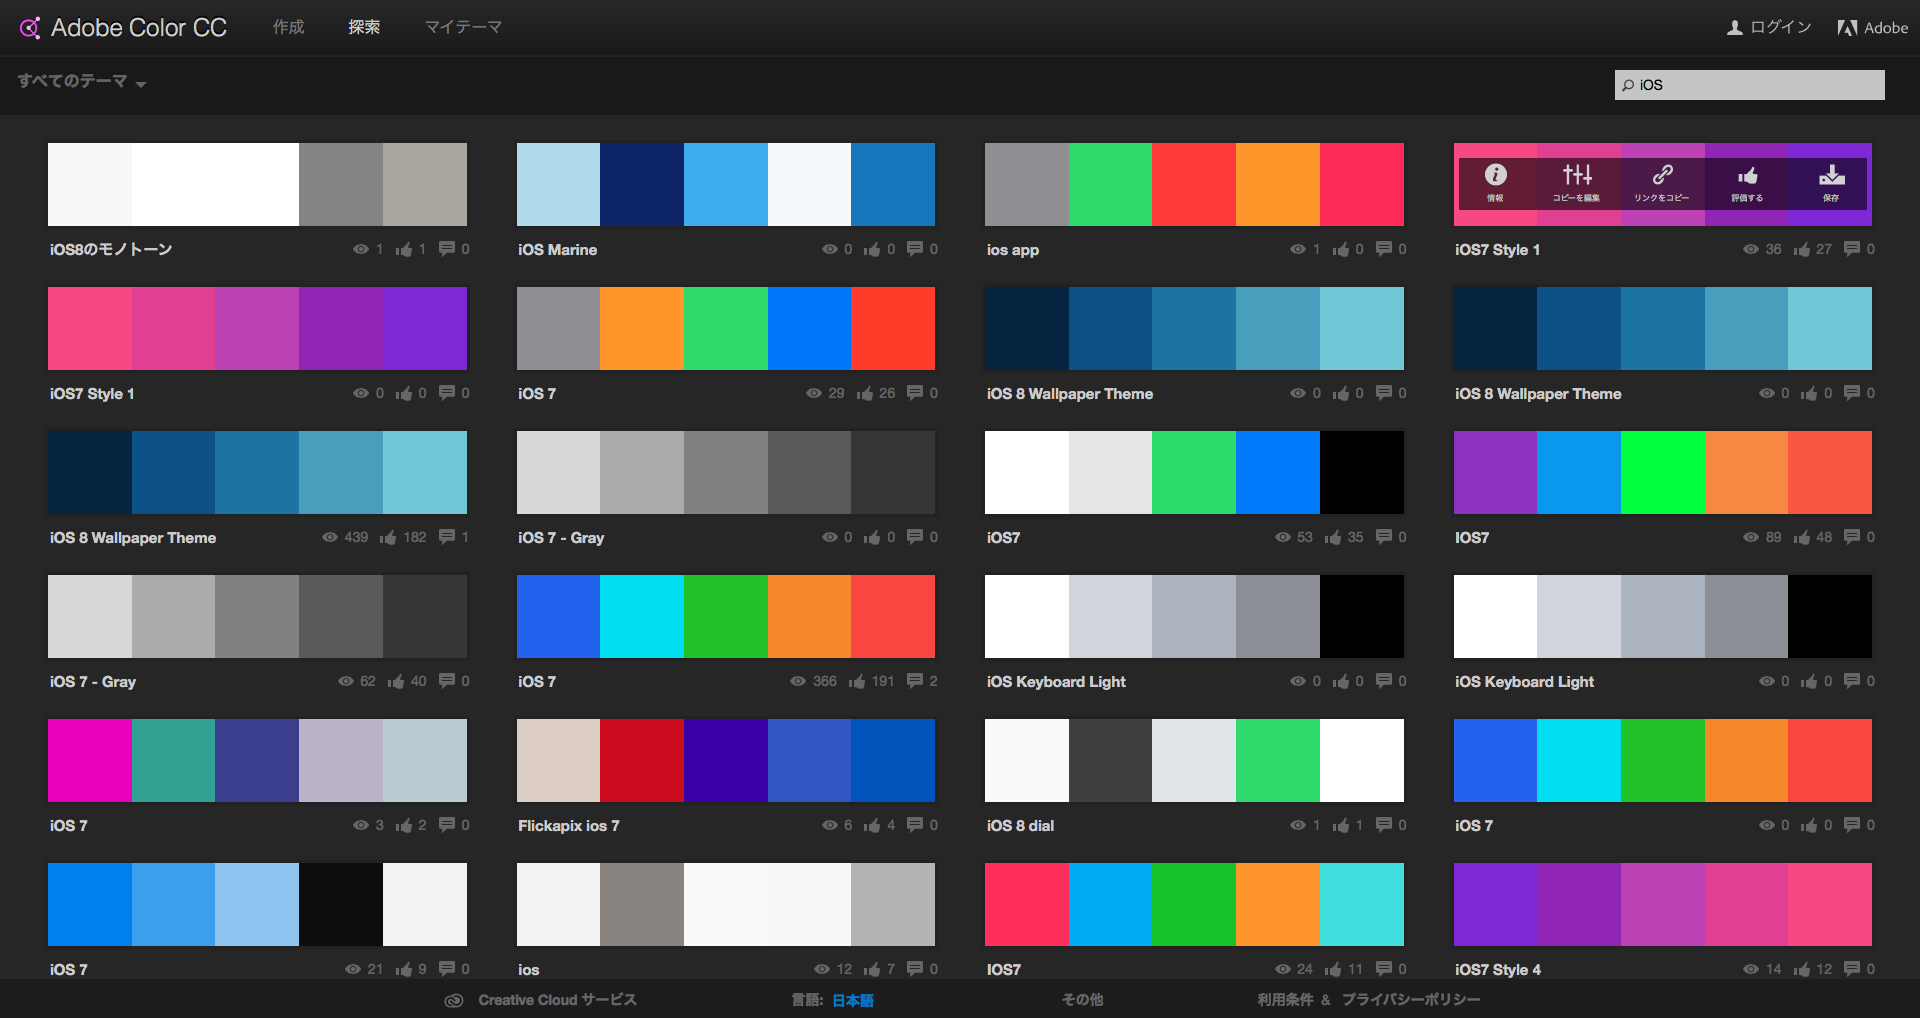 Adobe Color CC 作成 探索 マイテーマ ログイン Adobe
すべてのテーマ iOS
情報 コピーを編集 リンクをコピー 評価する 保存
iOS8のモノトーン 1 1 0 iOS Marine 0 0 0 ios app 1 0 0 iOS7 Style 1 36 27 0
iOS7 Style 1 0 0 0 iOS 7 29 26 0 iOS 8 Wallpaper Theme 0 0 0 iOS 8 Wallpaper Theme 0 0 0
iOS 8 Wallpaper Theme 439 182 1 iOS 7 - Gray 0 0 0 iOS7 53 35 0 IOS7 89 48 0
iOS 7 - Gray 62 40 0 iOS 7 366 191 2 iOS Keyboard Light 0 0 0 iOS Keyboard Light 0 0 0
iOS 7 3 2 0 Flickapix ios 7 6 4 0 iOS 8 dial 1 1 0 iOS 7 0 0 0
iOS 7 21 9 0 ios 12 7 0 IOS7 24 11 0 iOS7 Style 4 14 12 0
Creative Cloud サービス 言語: 日本語 その他 利用条件 & プライバシーポリシー